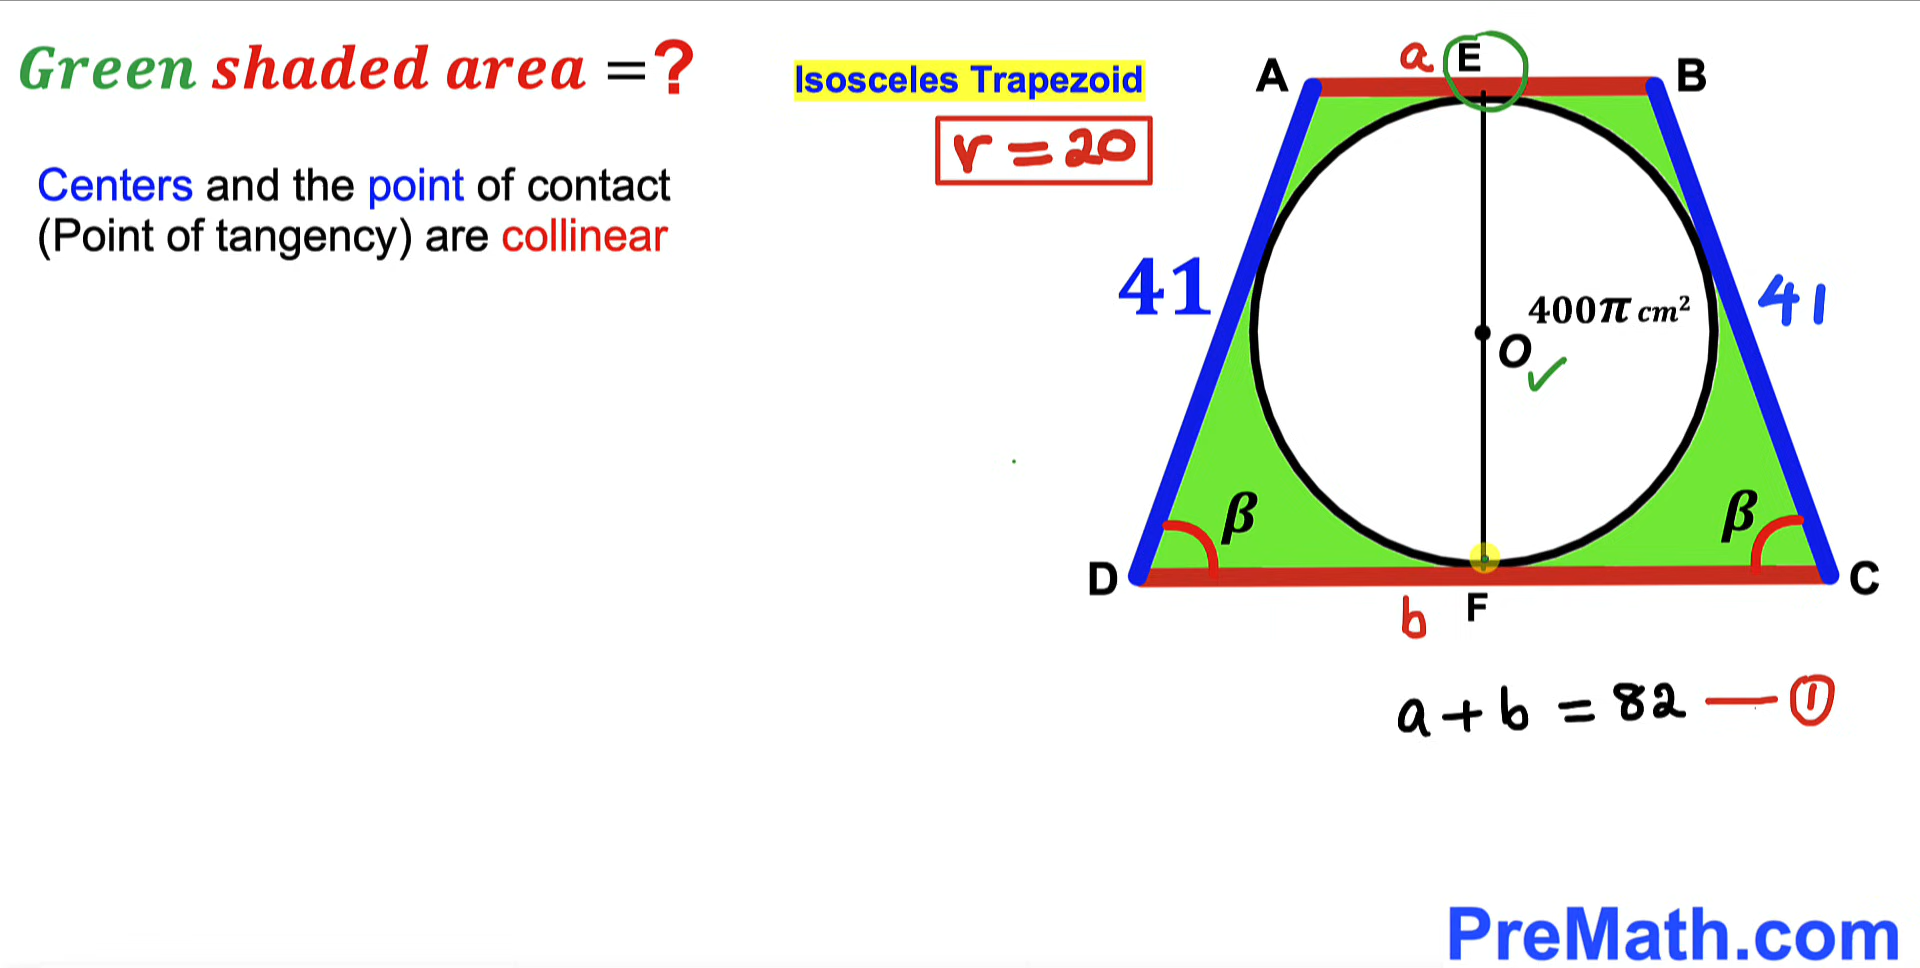 Green shaded area =?
Isosceles Trapezoid
r = 20
Centers and the point of contact
(Point of tangency) are collinear
a E
A
B
41
41
400π cm²
O
β
β
D
C
b F
a + b = 82 — ①
PreMath.com